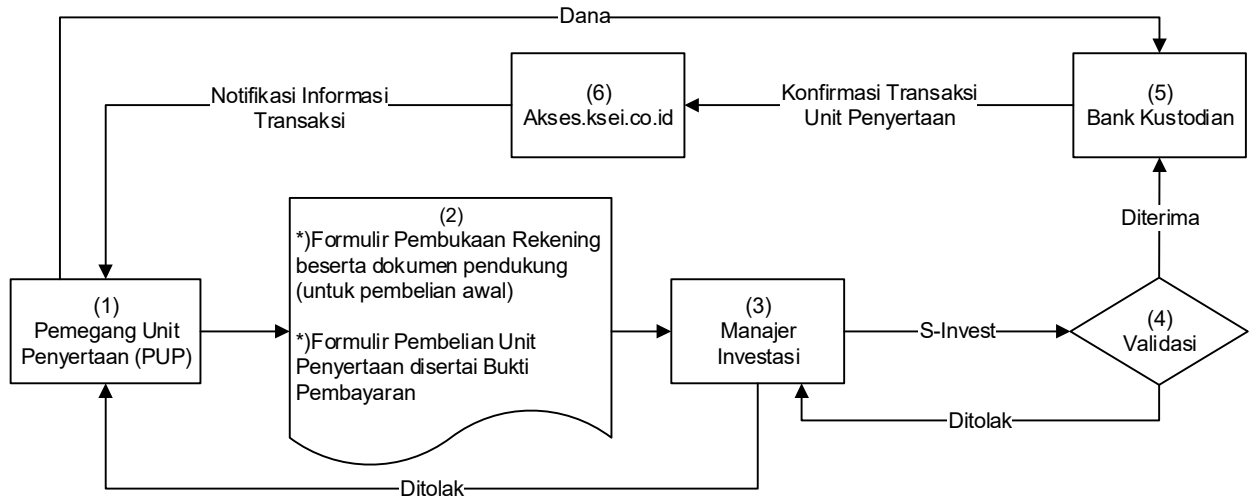 Dana
Notifikasi Informasi
Transaksi
(6)
Akses.ksei.co.id
Konfirmasi Transaksi
Unit Penyertaan
(5)
Bank Kustodian
Diterima
(1)
Pemegang Unit
Penyertaan (PUP)
(2)
*)Formulir Pembukaan Rekening
beserta dokumen pendukung
(untuk pembelian awal)
*)Formulir Pembelian Unit
Penyertaan disertai Bukti
Pembayaran
(3)
Manajer
Investasi
S-Invest
(4)
Validasi
Ditolak
Ditolak